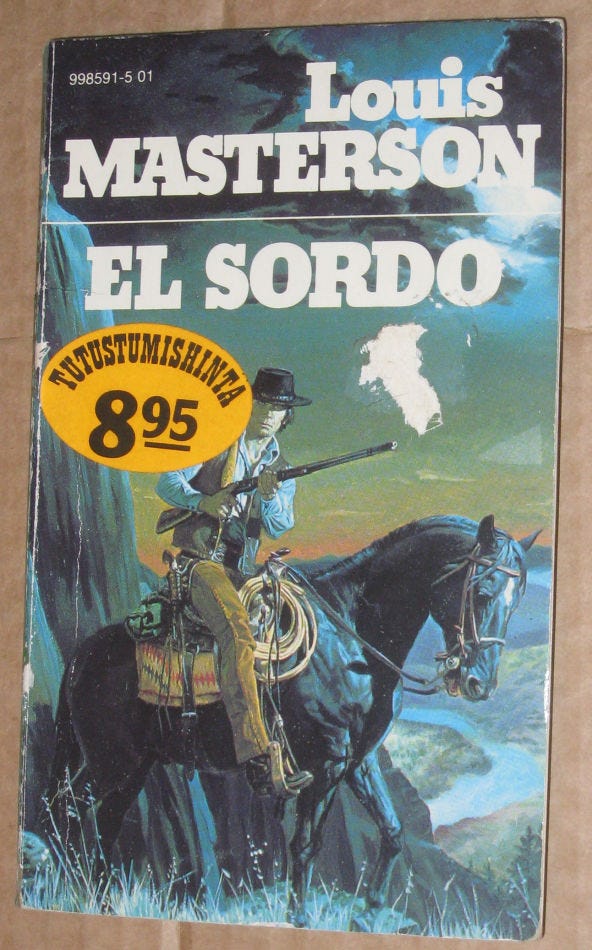 998591-5 01
Louis
MASTERSON
EL SORDO
TUTUSTUMISHINTA
8 95